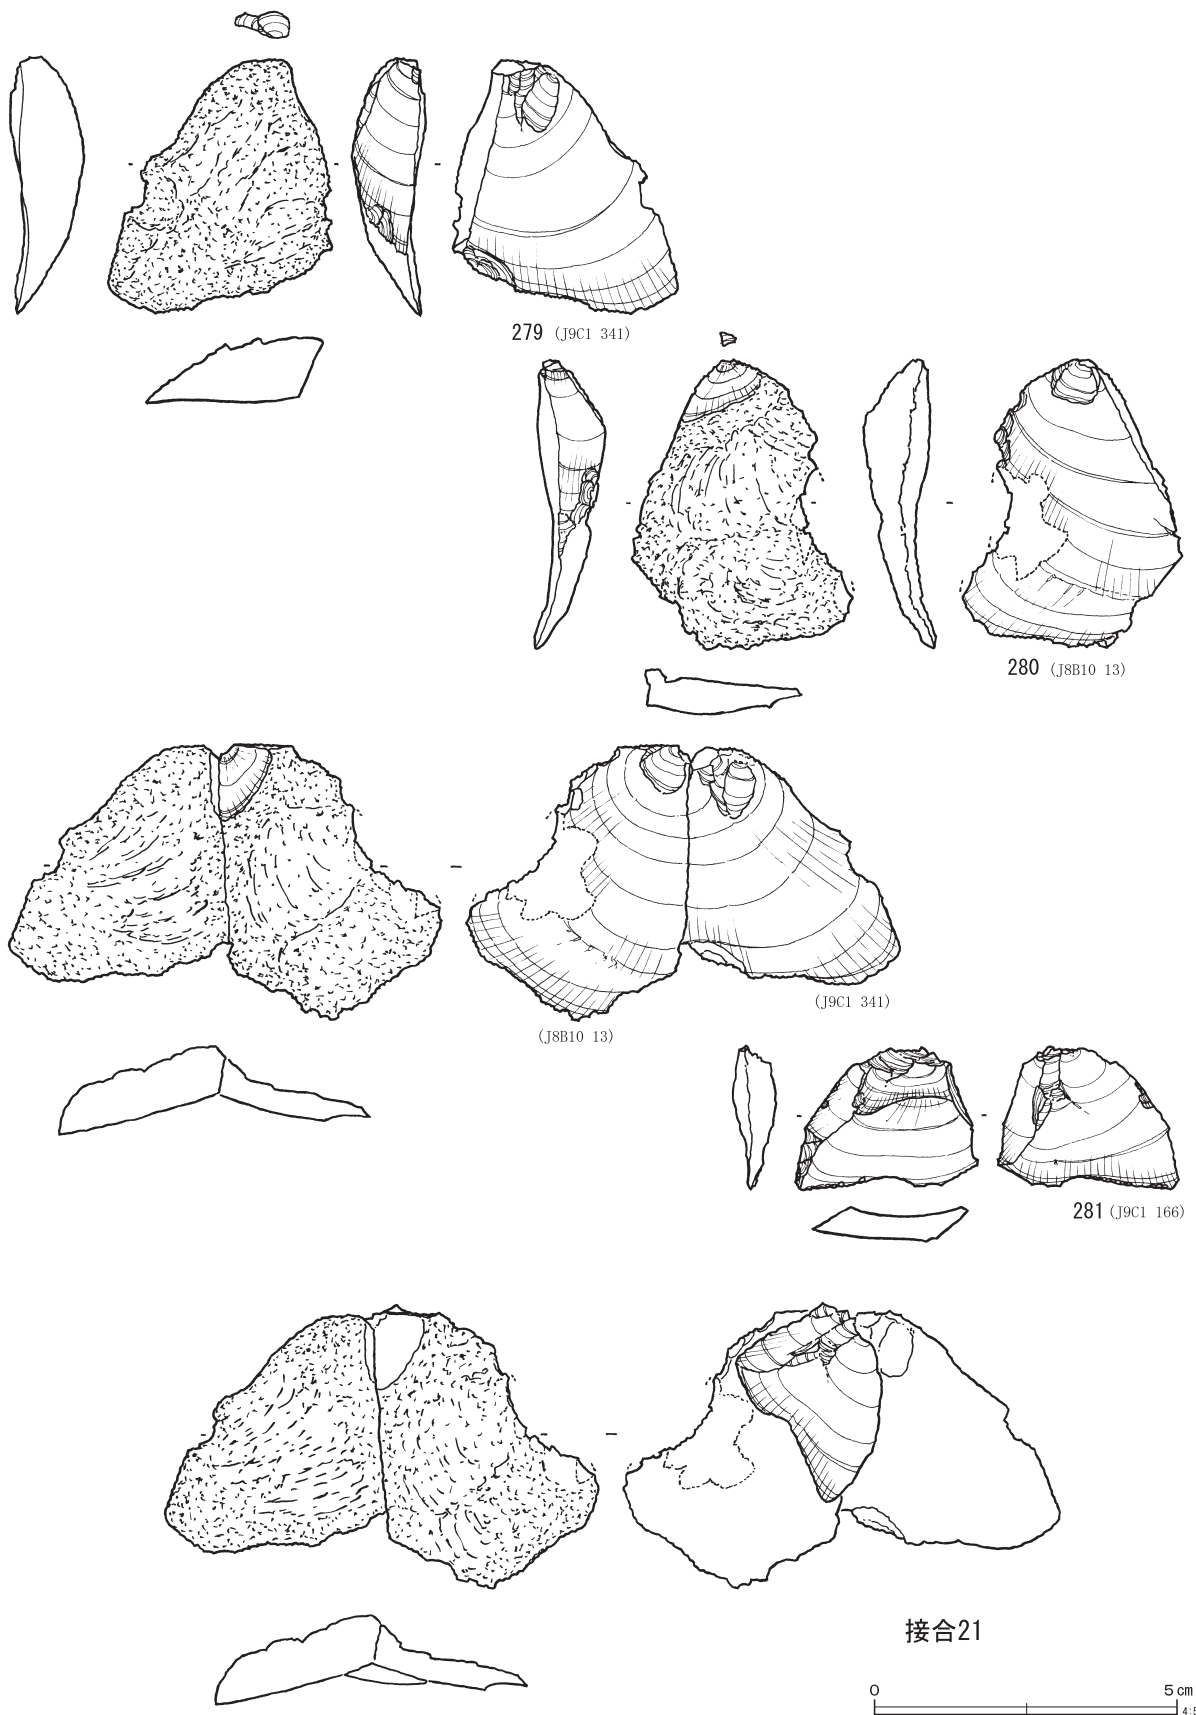 279 (J9C1 341)
280 (J8B10 13)
(J9C1 341)
(J8B10 13)
281 (J9C1 166)
接合21
0 5cm